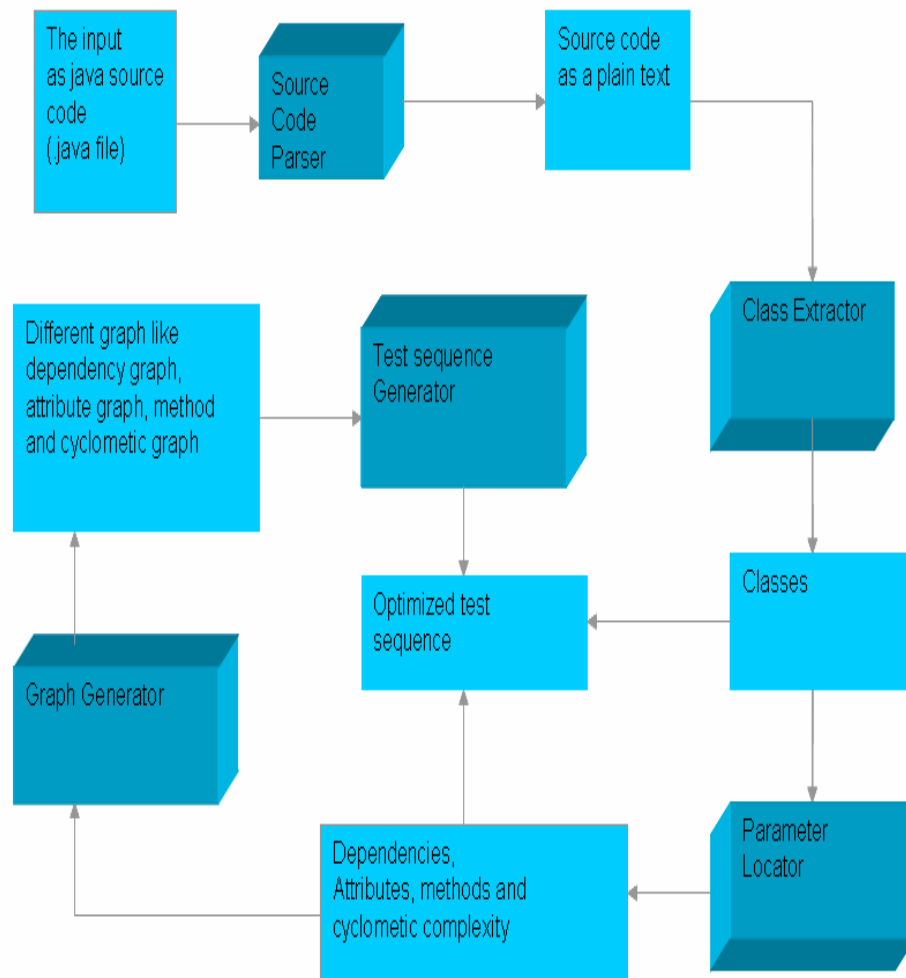 The input
as java source
code
(.java file)
Source
Code
Parser
Source code
as a plain text
Class Extractor
Different graph like
dependency graph,
attribute graph, method
and cyclometic graph
Test sequence
Generator
Optimized test
sequence
Classes
Graph Generator
Dependencies,
Attributes, methods and
cyclometic complexity
Parameter
Locator